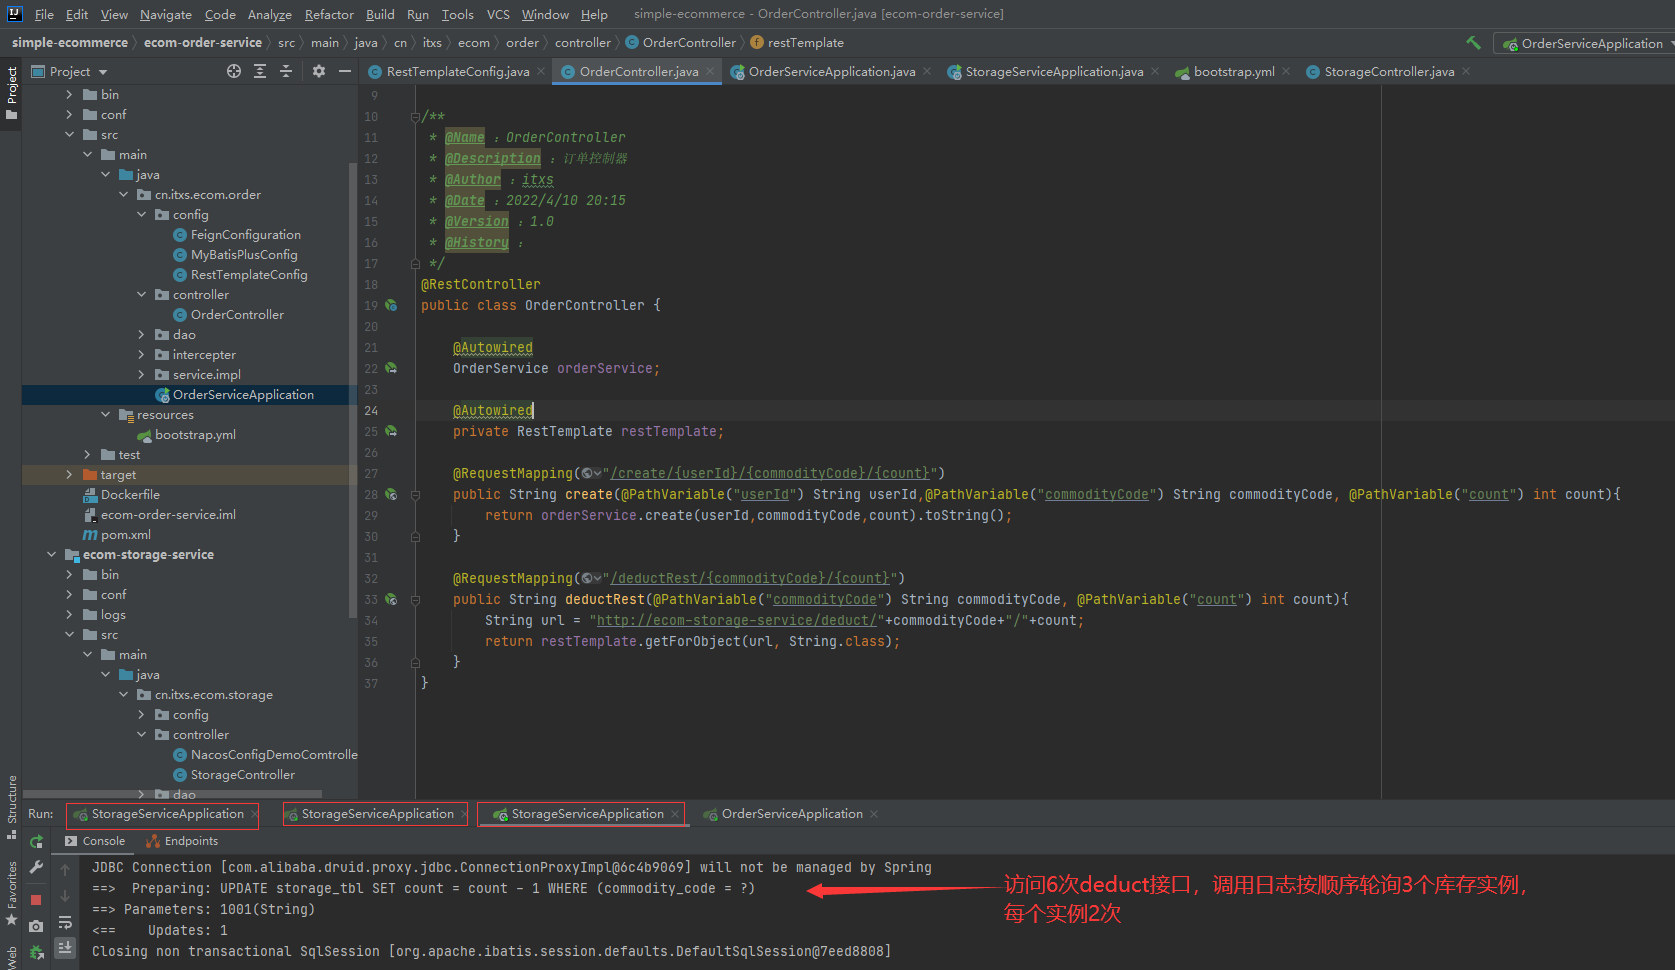 File Edit View Navigate Code Analyze Refactor Build Run Tools VCS Window Help simple-ecommerce - OrderController.java [ecom-order-service]
simple-ecommerce ecom-order-service src main java cn itxs ecom order controller OrderController restTemplate OrderServiceApplication
Project RestTemplateConfig.java OrderController.java OrderServiceApplication.java StorageServiceApplication.java bootstrap.yml StorageController.java
Project
bin
conf
src
main
java
cn.itxs.ecom.order
config
FeignConfiguration
MyBatisPlusConfig
RestTemplateConfig
controller
OrderController
dao
intercepter
service.impl
OrderServiceApplication
resources
bootstrap.yml
test
target
Dockerfile
ecom-order-service.iml
pom.xml
ecom-storage-service
bin
conf
logs
src
main
java
cn.itxs.ecom.storage
config
controller
NacosConfigDemoComtrolle
StorageController
dao
9
10 /**
11 * @Name : OrderController
12 * @Description : 订单控制器
13 * @Author : itxs
14 * @Date : 2022/4/10 20:15
15 * @Version : 1.0
16 * @History :
17 */
18 @RestController
19 public class OrderController {
20
21 @Autowired
22 OrderService orderService;
23
24 @Autowired
25 private RestTemplate restTemplate;
26
27 @RequestMapping("/create/{userId}/{commodityCode}/{count}")
28 public String create(@PathVariable("userId") String userId,@PathVariable("commodityCode") String commodityCode, @PathVariable("count") int count){
29 return orderService.create(userId,commodityCode,count).toString();
30 }
31
32 @RequestMapping("/deductRest/{commodityCode}/{count}")
33 public String deductRest(@PathVariable("commodityCode") String commodityCode, @PathVariable("count") int count){
34 String url = "http://ecom-storage-service/deduct/"+commodityCode+"/"+count;
35 return restTemplate.getForObject(url, String.class);
36 }
37 }
Structure
Favorites
Web
Run: StorageServiceApplication StorageServiceApplication StorageServiceApplication OrderServiceApplication
Console Endpoints
JDBC Connection [com.alibaba.druid.proxy.jdbc.ConnectionProxyImpl@6c4b9069] will not be managed by Spring
==> Preparing: UPDATE storage_tbl SET count = count - 1 WHERE (commodity_code = ?)
==> Parameters: 1001(String)
<== Updates: 1
Closing non transactional SqlSession [org.apache.ibatis.session.defaults.DefaultSqlSession@7eed8808]
访问6次deduct接口，调用日志按顺序轮询3个库存实例，
每个实例2次